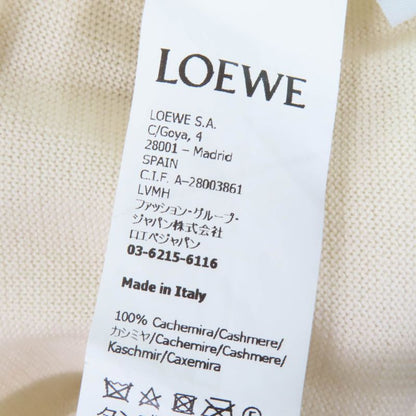 LOEWE
LOEWE S.A.
C/Goya, 4
28001 – Madrid
SPAIN
C.I.F. A-28003861
LVMH
ファッション・グループ・
ジャパン株式会社
ロエベジャパン
03-6215-6116
Made in Italy
100% Cachemira/Cashmere/
カシミヤ/Cachemire/Cashmere/
Kaschmir/Caxemira